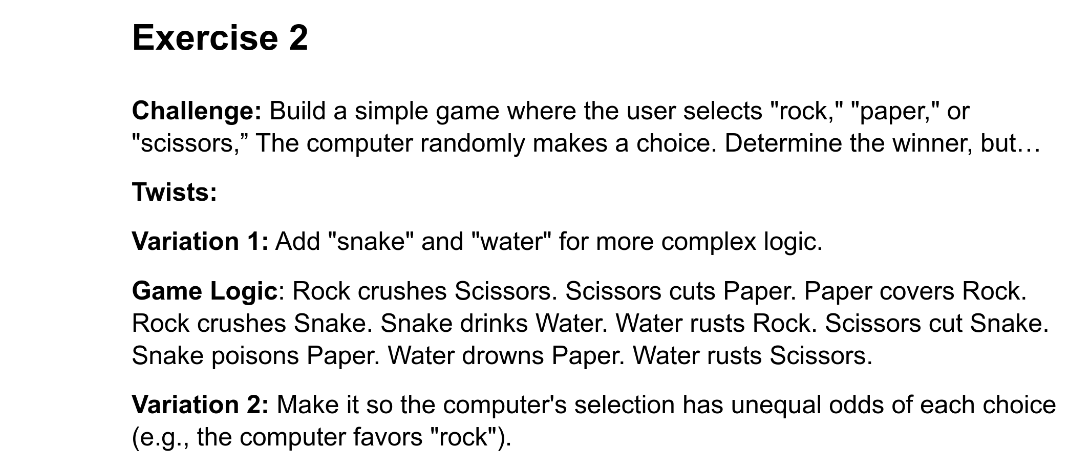 Exercise 2
Challenge: Build a simple game where the user selects "rock," "paper," or
"scissors,” The computer randomly makes a choice. Determine the winner, but…
Twists:
Variation 1: Add "snake" and "water" for more complex logic.
Game Logic: Rock crushes Scissors. Scissors cuts Paper. Paper covers Rock.
Rock crushes Snake. Snake drinks Water. Water rusts Rock. Scissors cut Snake.
Snake poisons Paper. Water drowns Paper. Water rusts Scissors.
Variation 2: Make it so the computer's selection has unequal odds of each choice
(e.g., the computer favors "rock").